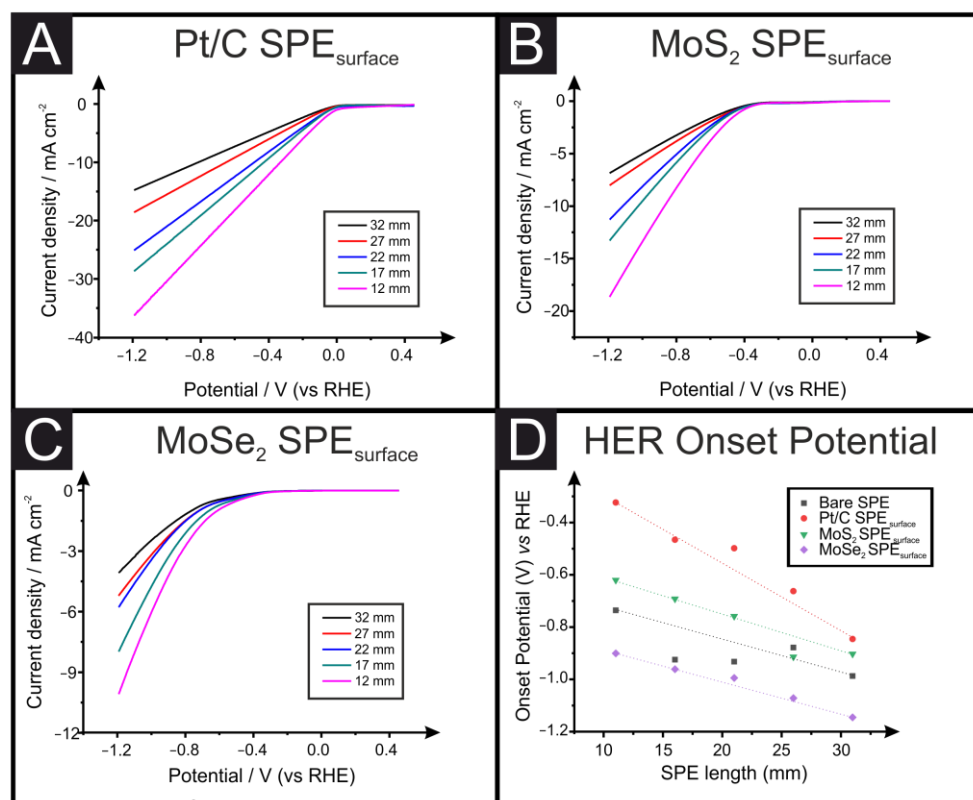 A
Pt/C SPEsurface
0
−10
−20
−30
−40
Current density / mA cm⁻²
32 mm
27 mm
22 mm
17 mm
12 mm
−1.2 −0.8 −0.4 0.0 0.4
Potential / V (vs RHE)
B
MoS₂ SPEsurface
0
−5
−10
−15
−20
Current density / mA cm⁻²
32 mm
27 mm
22 mm
17 mm
12 mm
−1.2 −0.8 −0.4 0.0 0.4
Potential / V (vs RHE)
C
MoSe₂ SPEsurface
0
−3
−6
−9
−12
Current density / mA cm⁻²
32 mm
27 mm
22 mm
17 mm
12 mm
−1.2 −0.8 −0.4 0.0 0.4
Potential / V (vs RHE)
D
HER Onset Potential
−0.4
−0.6
−0.8
−1.0
−1.2
Onset Potential (V) vs RHE
Bare SPE
Pt/C SPEsurface
MoS₂ SPEsurface
MoSe₂ SPEsurface
10 15 20 25 30
SPE length (mm)